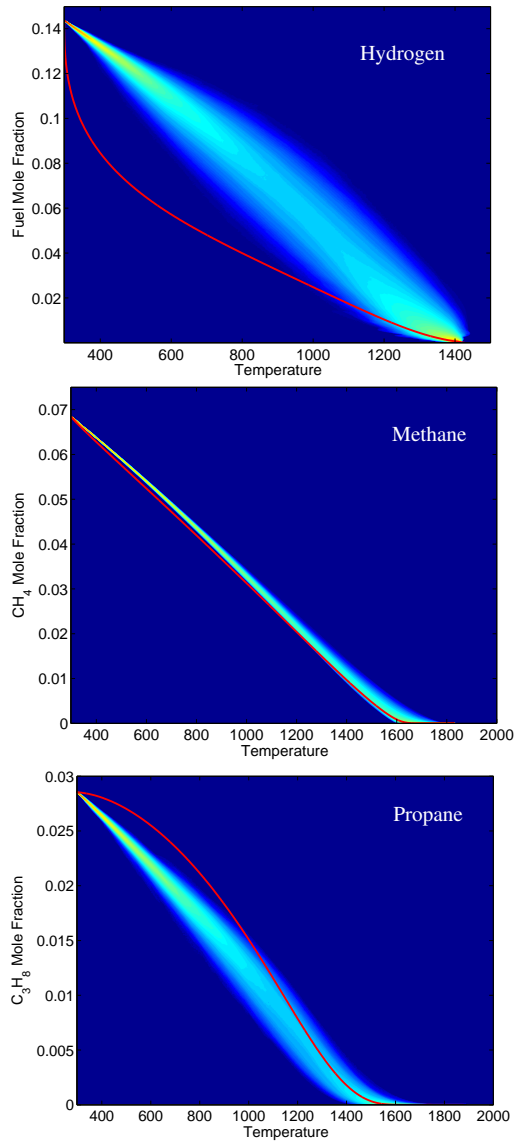 0.14
0.12
0.1
0.08
0.06
0.04
0.02
Fuel Mole Fraction
Hydrogen
400 600 800 1000 1200 1400
Temperature
0.07
0.06
0.05
0.04
0.03
0.02
0.01
0
CH4 Mole Fraction
Methane
400 600 800 1000 1200 1400 1600 1800 2000
Temperature
0.03
0.025
0.02
0.015
0.01
0.005
0
C3H8 Mole Fraction
Propane
400 600 800 1000 1200 1400 1600 1800 2000
Temperature